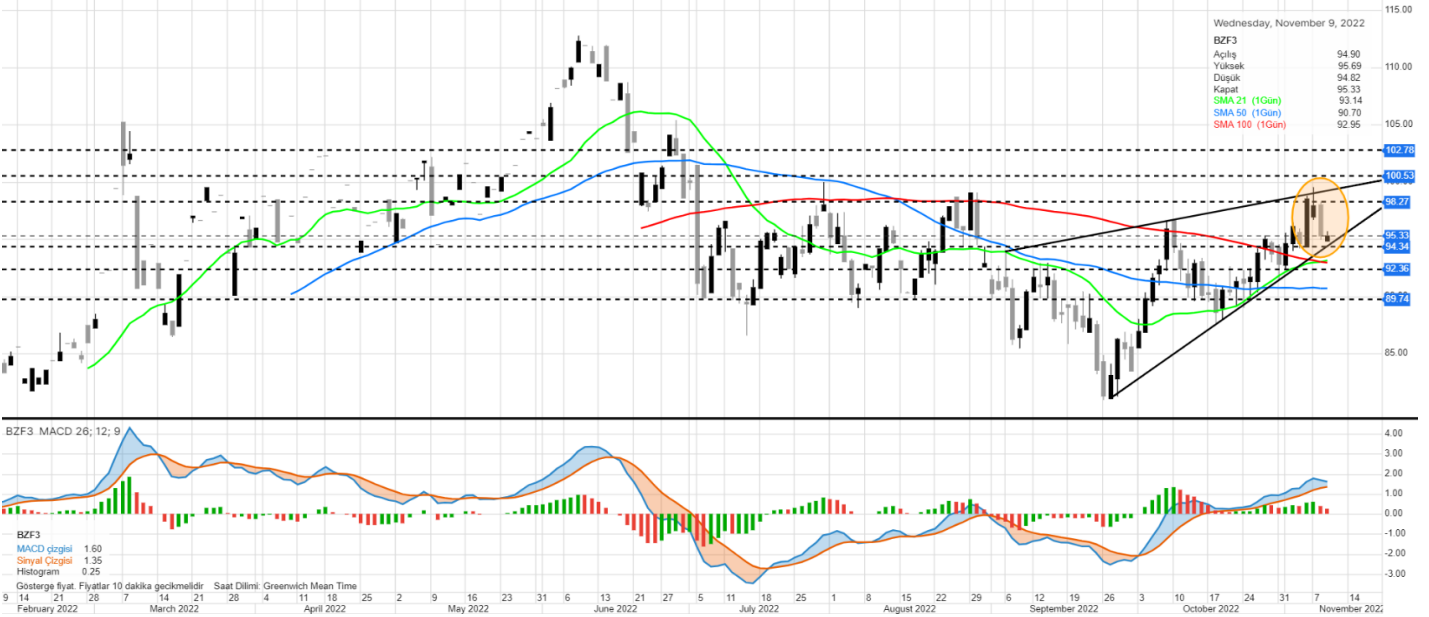 115.00
Wednesday, November 9, 2022
BZF3
Açılış 94.90
Yüksek 95.69
Düşük 94.82
Kapat 95.33
SMA 21 (1Gün) 93.14
SMA 50 (1Gün) 90.70
SMA 100 (1Gün) 92.95
110.00
105.00
102.78
100.53
98.27
95.33
94.34
92.36
89.74
85.00
BZF3 MACD 26; 12; 9
4.00
3.00
2.00
1.00
0.00
-1.00
-2.00
-3.00
BZF3
MACD çizgisi 1.60
Sinyal Çizgisi 1.35
Histogram 0.25
Gösterge fiyat. Fiyatlar 10 dakika gecikmelidir Saat Dilimi: Greenwich Mean Time
9 14 21 28 7 14 21 28 4 11 18 25 2 9 16 23 31 6 13 21 27 5 11 18 25 1 8 15 22 29 6 12 19 26 3 10 17 24 31 7 14
February 2022 March 2022 April 2022 May 2022 June 2022 July 2022 August 2022 September 2022 October 2022 November 2022